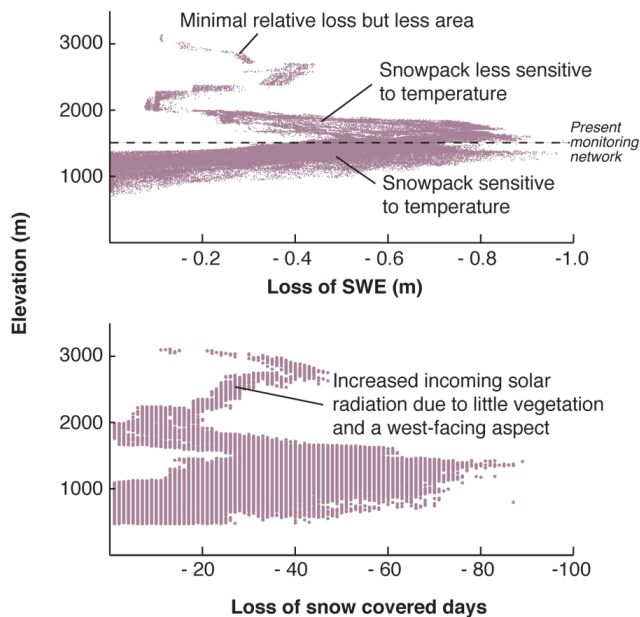 Minimal relative loss but less area
3000
Snowpack less sensitive
to temperature
2000
Present
monitoring
network
1000
Snowpack sensitive
to temperature
- 0.2
- 0.4
- 0.6
- 0.8
-1.0
Loss of SWE (m)
Elevation (m)
3000
Increased incoming solar
radiation due to little vegetation
and a west-facing aspect
2000
1000
- 20
- 40
- 60
- 80
-100
Loss of snow covered days